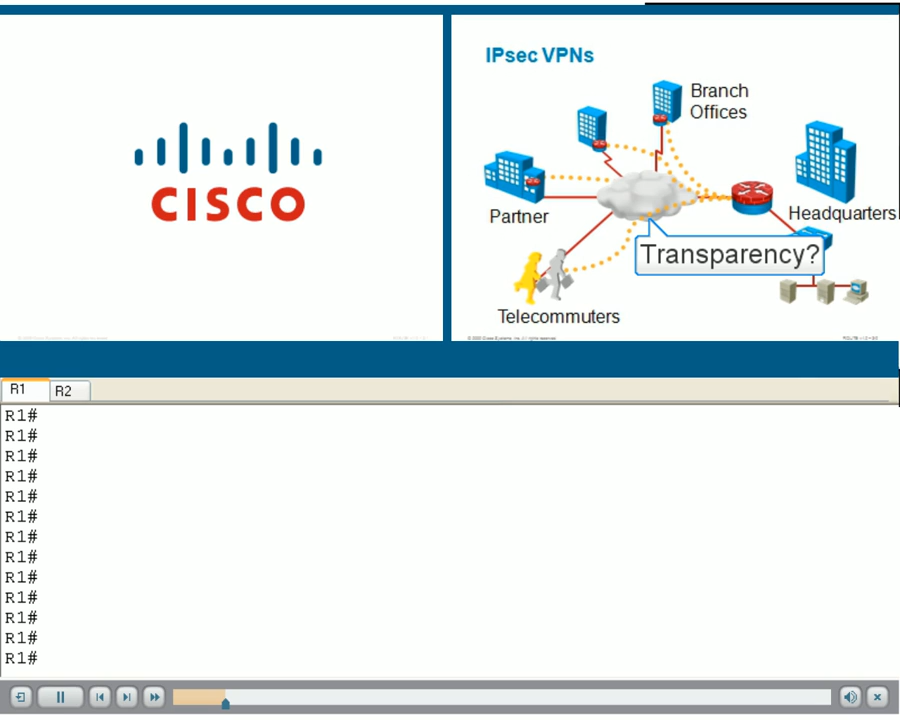 CISCO
IPsec VPNs
Branch
Offices
Partner
Headquarters
Transparency?
Telecommuters
R1
R2
R1#
R1#
R1#
R1#
R1#
R1#
R1#
R1#
R1#
R1#
R1#
R1#
R1#